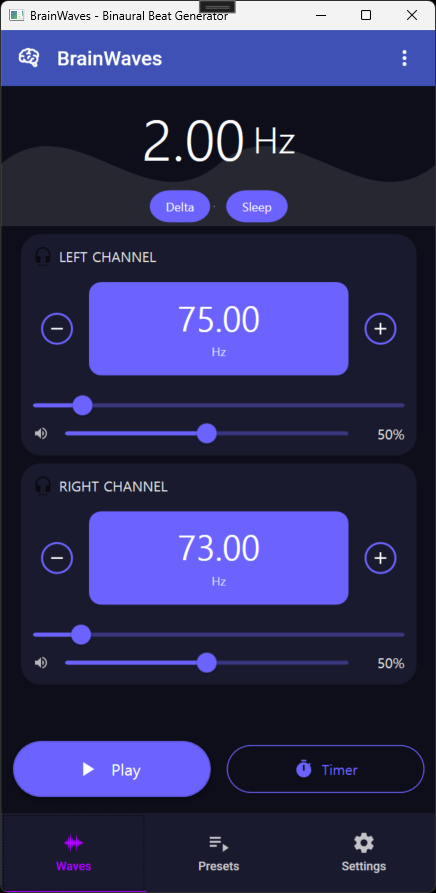 BrainWaves - Binaural Beat Generator
BrainWaves
2.00 Hz
Delta · Sleep
LEFT CHANNEL
75.00
Hz
50%
RIGHT CHANNEL
73.00
Hz
50%
Play Timer
Waves Presets Settings